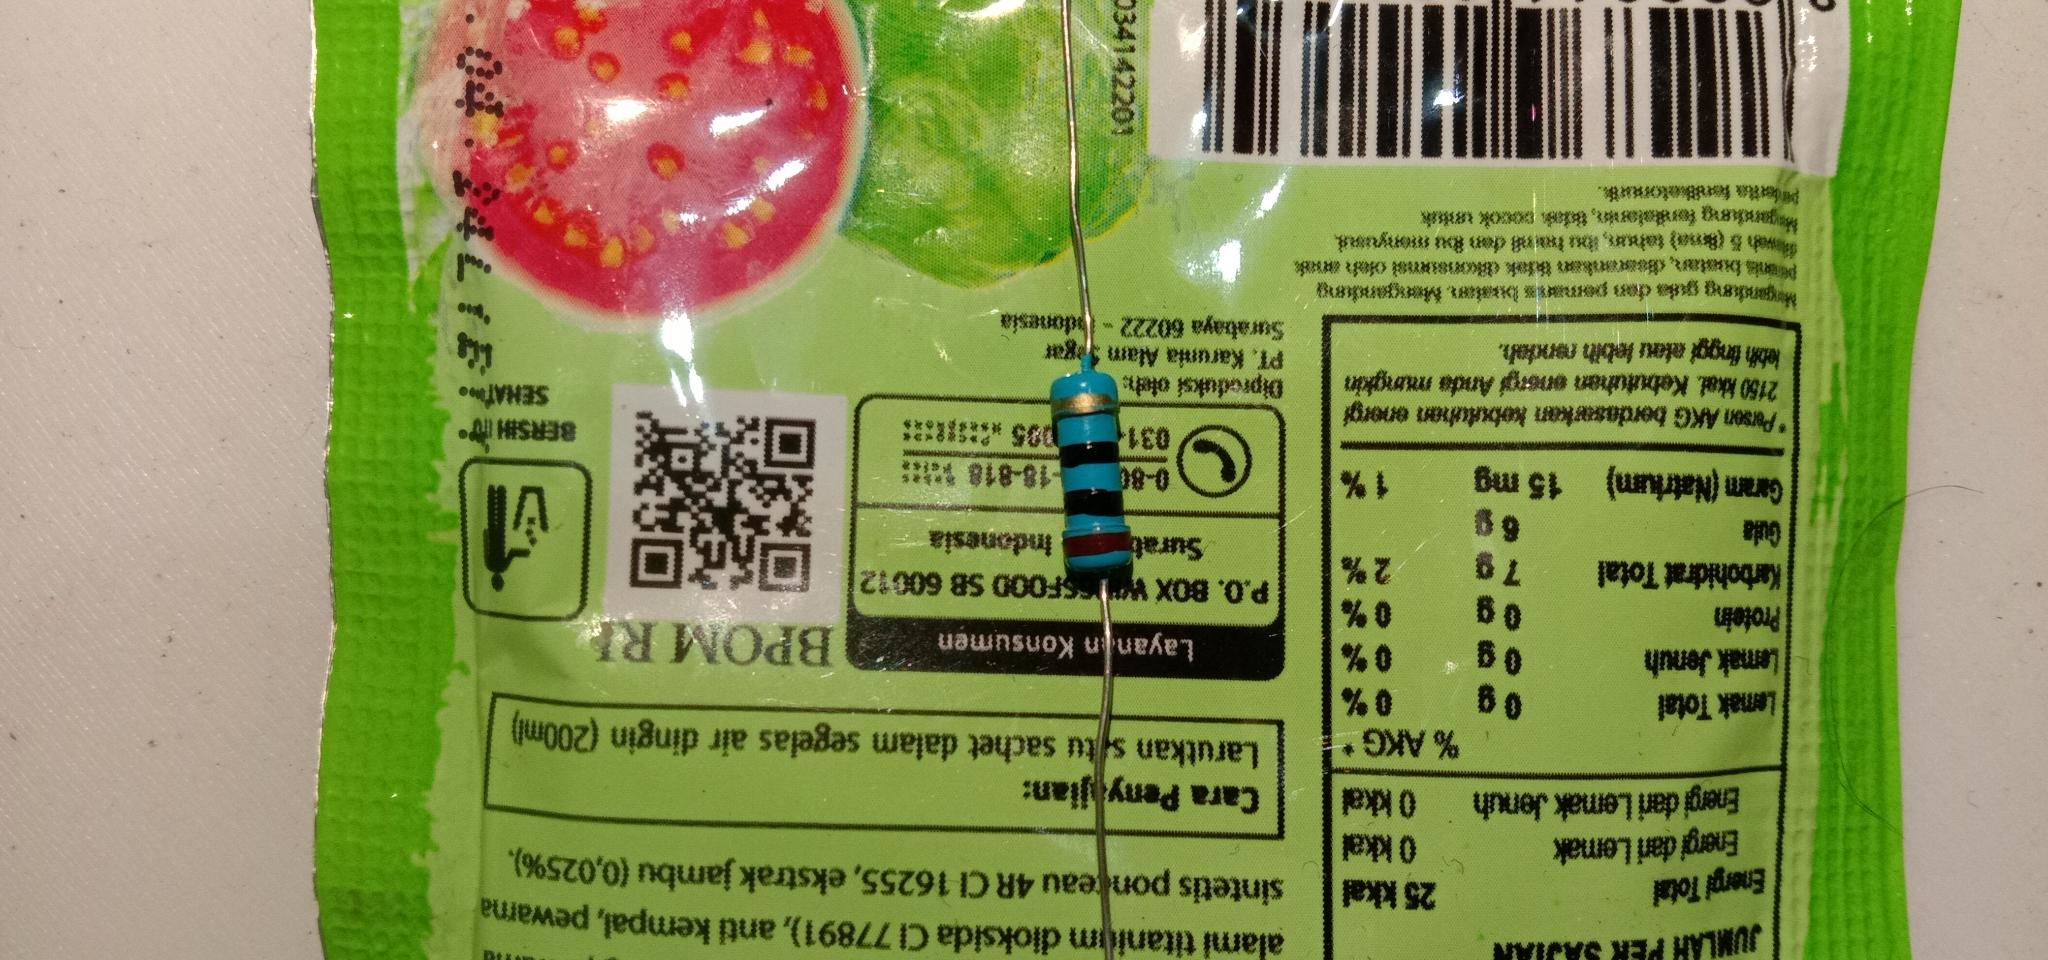 JUMLAH PER SAJIAN
Energi Total 25 kkal
Energi dari Lemak 0 kkal
Energi dari Lemak Jenuh 0 kkal
% AKG *
Lemak Total 0 g 0 %
Lemak Jenuh 0 g 0 %
Protein 0 g 0 %
Karbohidrat Total 7 g 2 %
Gula 6 g
Garam (Natrium) 15 mg 1 %
* Persen AKG berdasarkan kebutuhan energi
2150 kkal. Kebutuhan energi Anda mungkin
lebih tinggi atau lebih rendah.
Mengandung gula dan pemanis buatan. Mengandung
pemanis buatan, disarankan tidak dikonsumsi oleh anak
dibawah 5 (lima) tahun, ibu hamil dan ibu menyusui.
Mengandung fenilalanin, tidak cocok untuk
penderita fenilketonurik.
alami titanium dioksida CI 77891), anti kempal, pewarna
sintetis ponceau 4R CI 16255, ekstrak jambu (0,025%).
Cara Penyajian:
Larutkan satu sachet dalam segelas air dingin (200ml)
Layanan Konsumen
P.O. BOX SB 60012
Indonesia
Diproduksi oleh:
PT. Karunia Alam Segar
Surabaya 60222 - Indonesia
BPOM RI
BERSIH
SEHAT
034142201